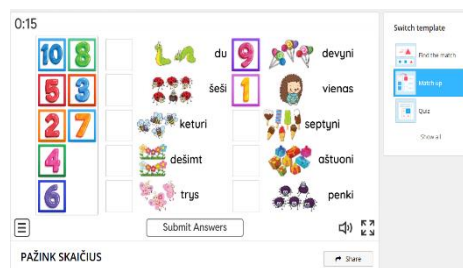 0:15
Switch template
10 8 du 9 devyni
Find the match
5 3 šeši 1 vienas
Match up
2 7 keturi septyni
Quiz
4 dešimt aštuoni
Show all
6 trys penki
Submit Answers
PAŽINK SKAIČIUS
Share